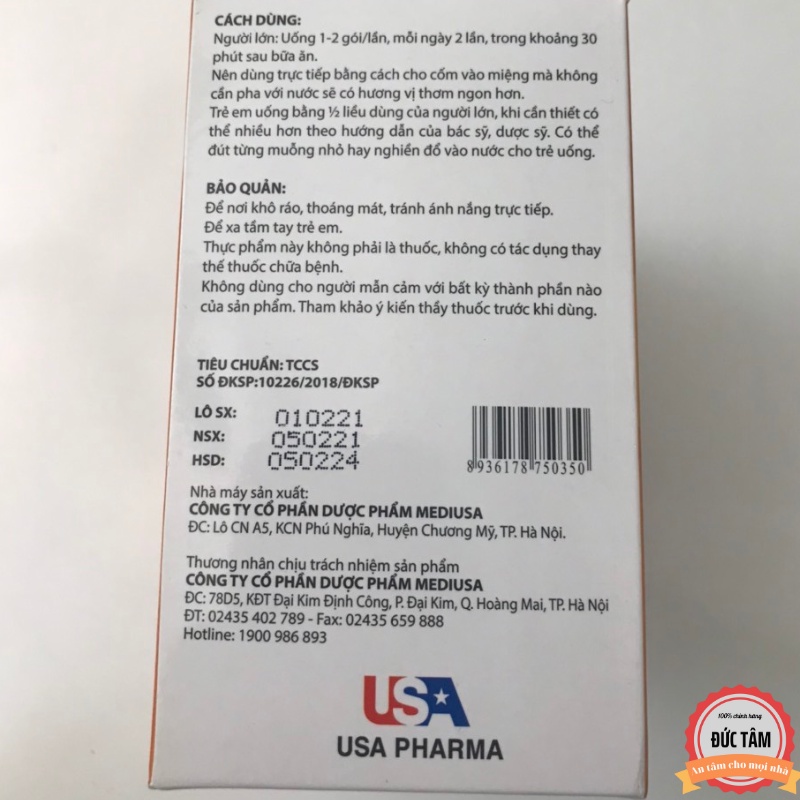 CÁCH DÙNG:
Người lớn: Uống 1-2 gói/lần, mỗi ngày 2 lần, trong khoảng 30
phút sau bữa ăn.
Nên dùng trực tiếp bằng cách cho cốm vào miệng mà không
cần pha với nước sẽ có hương vị thơm ngon hơn.
Trẻ em uống bằng ½ liều dùng của người lớn, khi cần thiết có
thể nhiều hơn theo hướng dẫn của bác sỹ, dược sỹ. Có thể
đút từng muỗng nhỏ hay nghiền đổ vào nước cho trẻ uống.
BẢO QUẢN:
Để nơi khô ráo, thoáng mát, tránh ánh nắng trực tiếp.
Để xa tầm tay trẻ em.
Thực phẩm này không phải là thuốc, không có tác dụng thay
thế thuốc chữa bệnh.
Không dùng cho người mẫn cảm với bất kỳ thành phần nào
của sản phẩm. Tham khảo ý kiến thầy thuốc trước khi dùng.
TIÊU CHUẨN: TCCS
SỐ ĐKSP:10226/2018/ĐKSP
LÔ SX: 010221
NSX: 050221
HSD: 050224
8936178750350
Nhà máy sản xuất:
CÔNG TY CỔ PHẦN DƯỢC PHẨM MEDIUSA
ĐC: Lô CN A5, KCN Phú Nghĩa, Huyện Chương Mỹ, TP. Hà Nội.
Thương nhân chịu trách nhiệm sản phẩm
CÔNG TY CỔ PHẦN DƯỢC PHẨM MEDIUSA
ĐC: 78D5, KĐT Đại Kim Định Công, P. Đại Kim, Q. Hoàng Mai, TP. Hà Nội
ĐT: 02435 402 789 - Fax: 02435 659 888
Hotline: 1900 986 893
USA
USA PHARMA
100% chính hãng
ĐỨC TÂM
An tâm cho mọi nhà